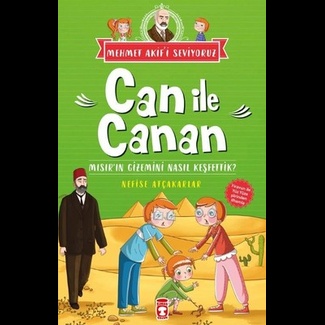 MEHMET AKİF'İ SEVİYORUZ
Can ile
Canan
MISIR'IN GİZEMİNİ NASIL KEŞFETTİK?
NEFİSE ATÇAKARLAR